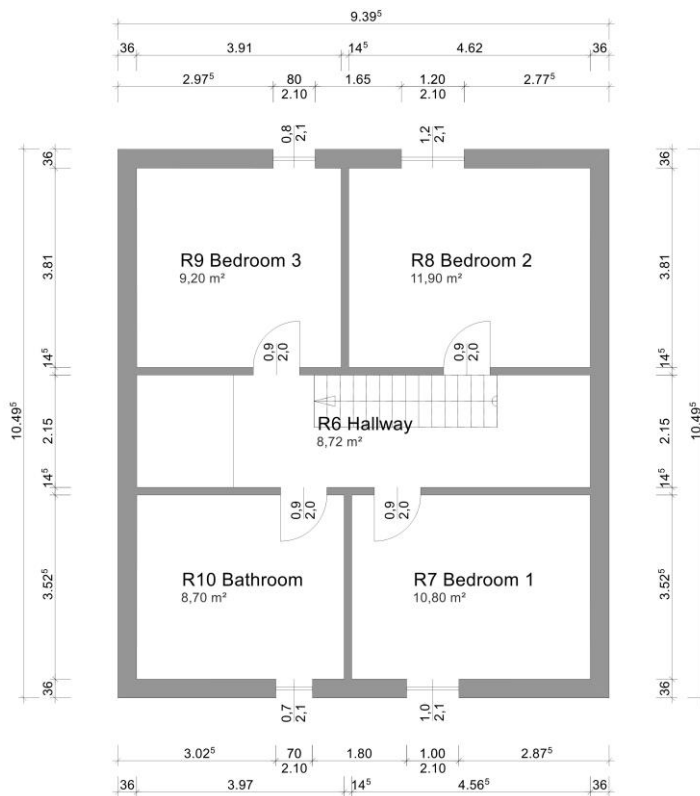 9.39⁵
36 3.91 14⁵ 4.62 36
2.97⁵ 80 1.65 1.20 2.77⁵
2.10 2.10
0,8 1,2
2,1 2,1
36 36
R9 Bedroom 3 R8 Bedroom 2
9,20 m² 11,90 m²
3.81 3.81
0,9 0,9
2,0 2,0
14⁵ 14⁵
10.49⁵ 10.49⁵
2.15 2.15
R6 Hallway
8,72 m²
14⁵ 14⁵
0,9 0,9
2,0 2,0
3.52⁵ 3.52⁵
R10 Bathroom R7 Bedroom 1
8,70 m² 10,80 m²
36 36
0,7 1,0
2,1 2,1
3.02⁵ 70 1.80 1.00 2.87⁵
2.10 2.10
36 3.97 14⁵ 4.56⁵ 36